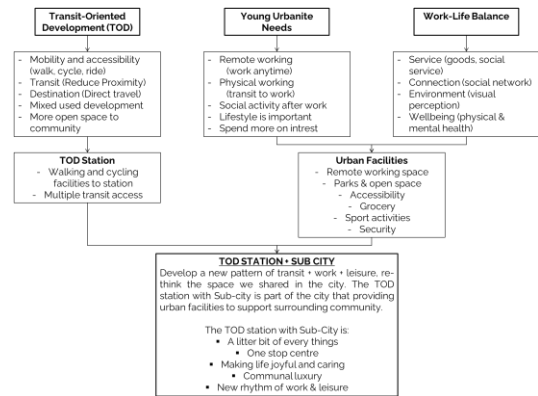 Transit-Oriented
Development (TOD)
Young Urbanite
Needs
Work-Life Balance
- Mobility and accessibility
(walk, cycle, ride)
- Transit (Reduce Proximity)
- Destination (Direct travel)
- Mixed used development
- More open space to
community
- Remote working
(work anytime)
- Physical working
(transit to work)
- Social activity after work
- Lifestyle is important
- Spend more on intrest
- Service (goods, social
service)
- Connection (social network)
- Environment (visual
perception)
- Wellbeing (physical &
mental health)
TOD Station
- Walking and cycling
facilities to station
- Multiple transit access
Urban Facilities
- Remote working space
- Parks & open space
- Accessibility
- Grocery
- Sport activities
- Security
TOD STATION + SUB CITY
Develop a new pattern of transit + work + leisure, re-
think the space we shared in the city. The TOD
station with Sub-city is part of the city that providing
urban facilities to support surrounding community.
The TOD station with Sub-City is:
▪ A litter bit of every things
▪ One stop centre
▪ Making life joyful and caring
▪ Communal luxury
▪ New rhythm of work & leisure